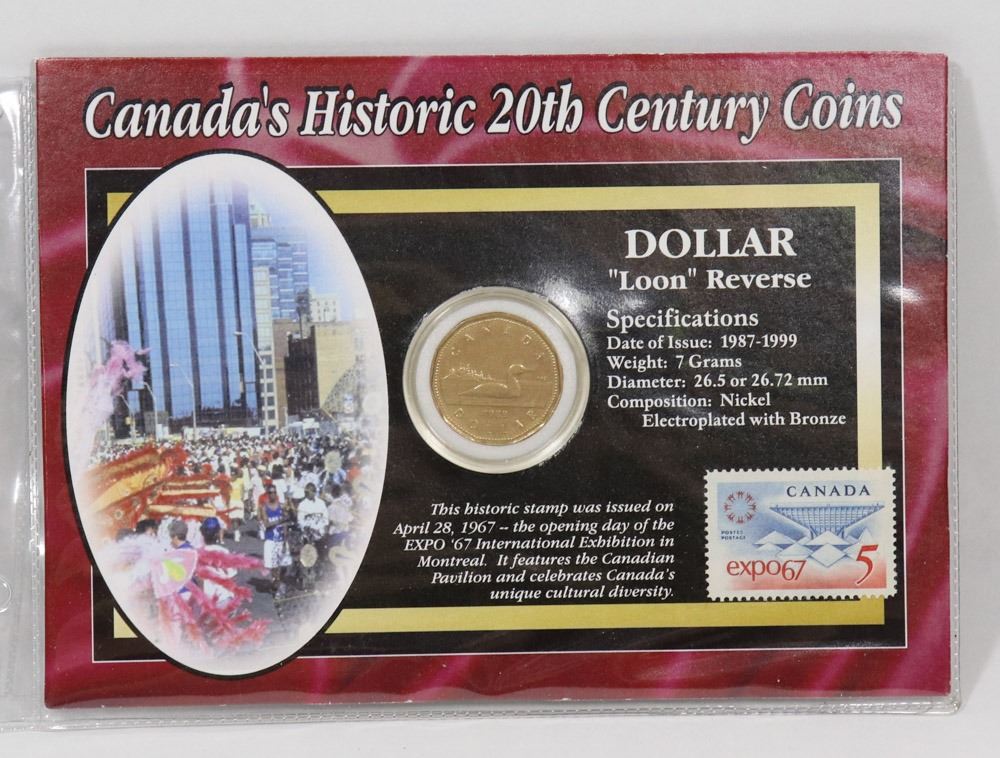 Canada's Historic 20th Century Coins
DOLLAR
"Loon" Reverse
Specifications
Date of Issue: 1987-1999
Weight: 7 Grams
Diameter: 26.5 or 26.72 mm
Composition: Nickel
Electroplated with Bronze
CANADA
DOLLAR
This historic stamp was issued on
April 28, 1967 -- the opening day of the
EXPO '67 International Exhibition in
Montreal. It features the Canadian
Pavilion and celebrates Canada's
unique cultural diversity.
CANADA
POSTES
POSTAGE
expo67
5